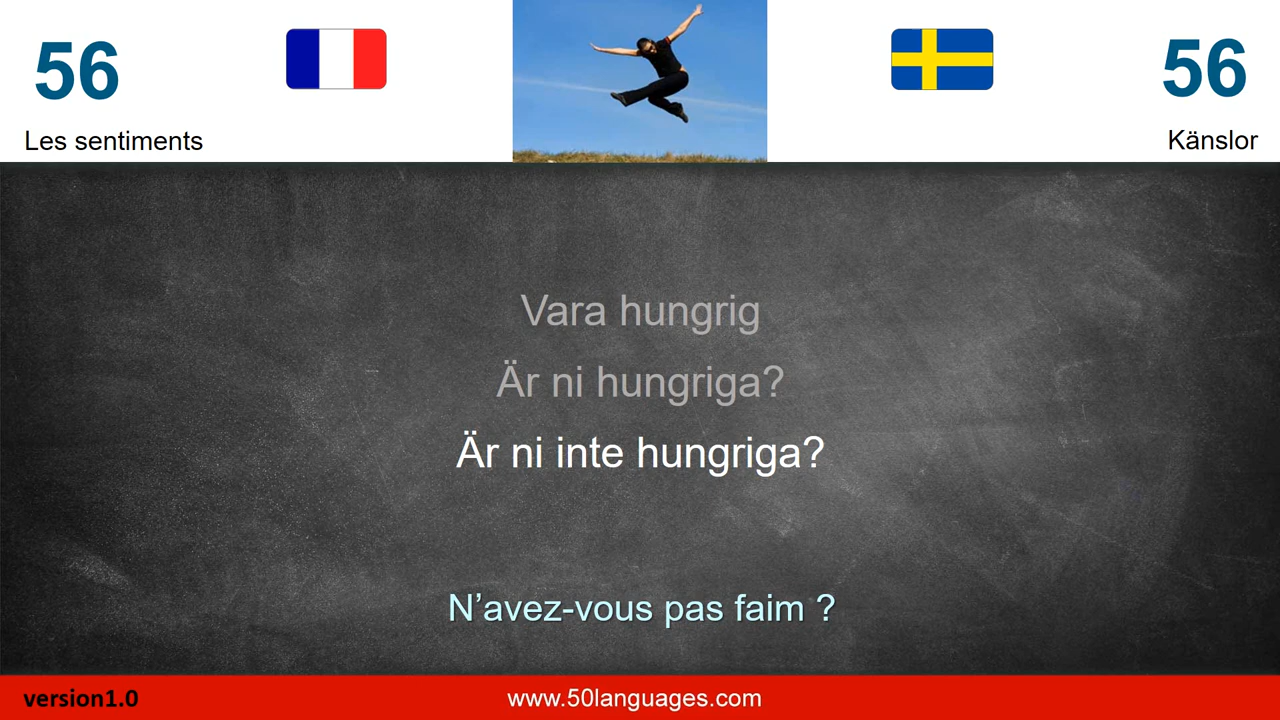 56
Les sentiments
56
Känslor
Vara hungrig
Är ni hungriga?
Är ni inte hungriga?
N’avez-vous pas faim ?
version1.0
www.50languages.com